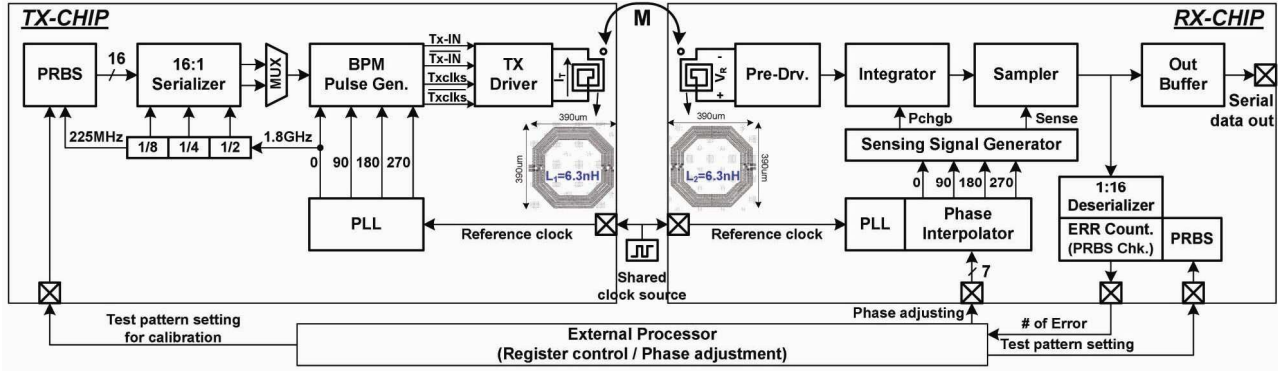 TX-CHIP
M
RX-CHIP
PRBS
16
16:1
Serializer
MUX
BPM
Pulse Gen.
Tx-IN
Tx-IN
Txclks
Txclks
TX
Driver
IT
- VR +
Pre-Drv.
Integrator
Sampler
Out
Buffer
Serial
data out
225MHz
1/8 1/4 1/2
1.8GHz
0 90 180 270
390um
390um
L1=6.3nH
390um
390um
L2=6.3nH
Pchgb
Sense
Sensing Signal Generator
0 90 180 270
PLL
Reference clock
Shared
clock source
Reference clock
PLL
Phase
Interpolator
7
1:16
Deserializer
ERR Count.
(PRBS Chk.)
PRBS
Test pattern setting
for calibration
External Processor
(Register control / Phase adjustment)
Phase adjusting
# of Error
Test pattern setting